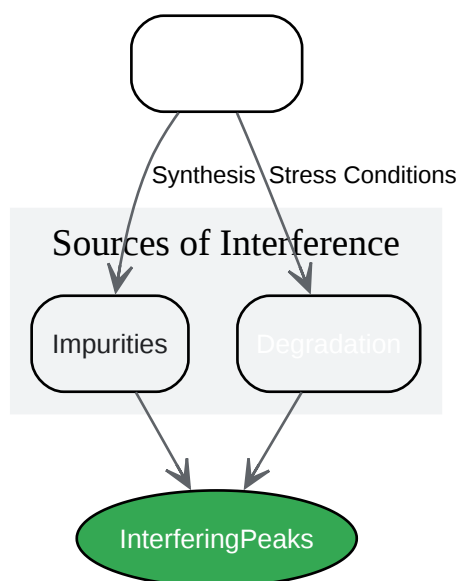 Synthesis
Stress Conditions
Sources of Interference
Impurities
Degradation
InterferingPeaks